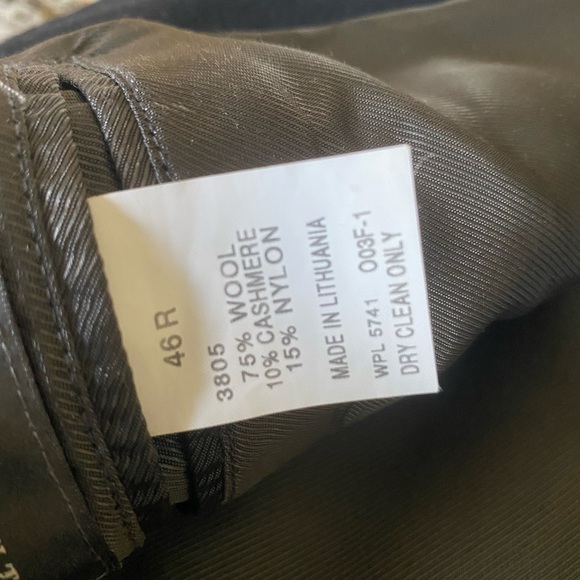 46 R
3805
75% WOOL
10% CASHMERE
15% NYLON
MADE IN LITHUANIA
WPL 5741 003F-1
DRY CLEAN ONLY